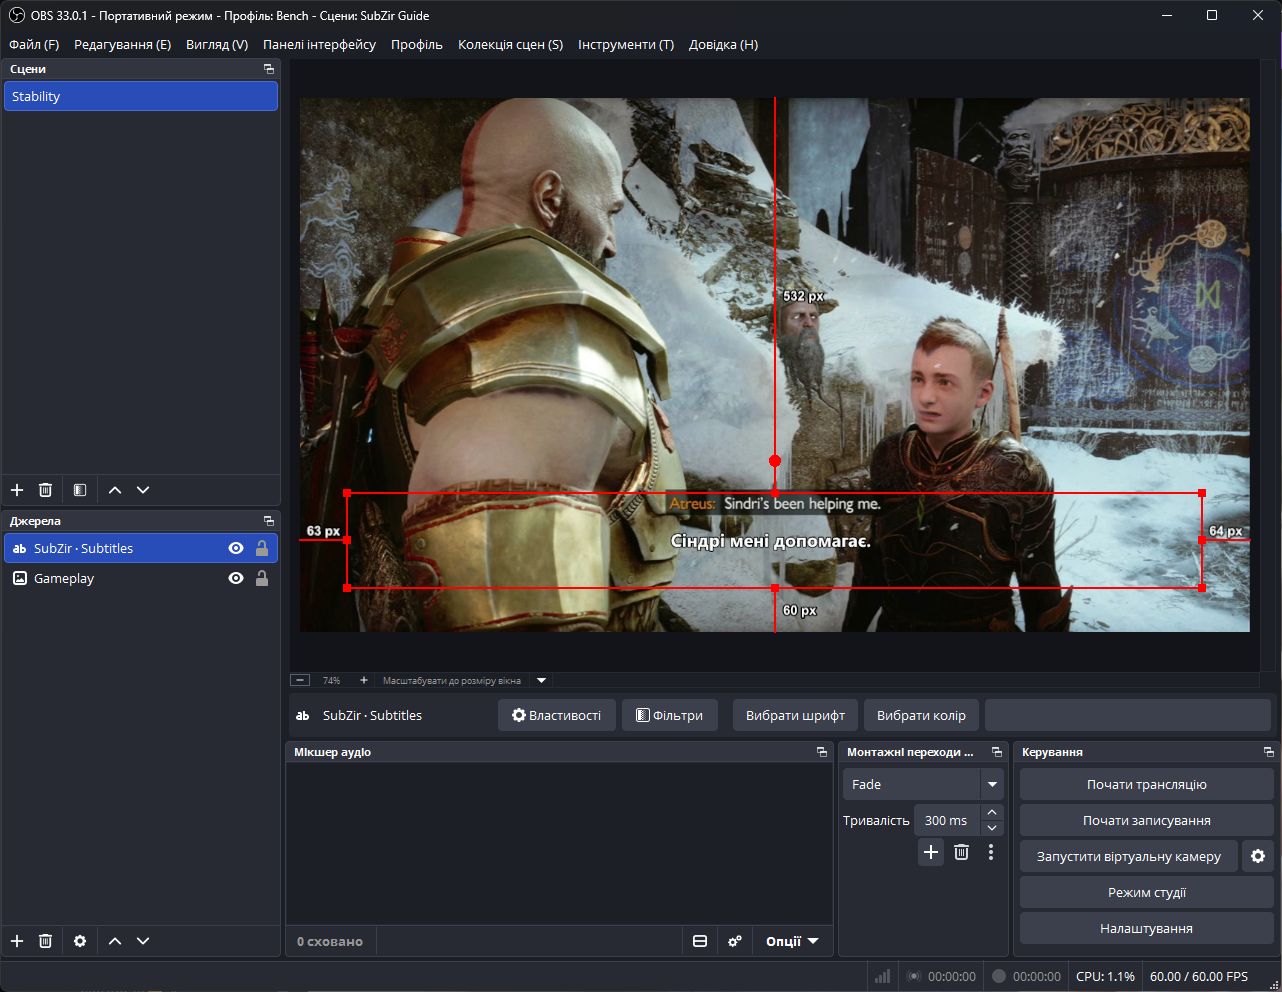 OBS 33.0.1 - Портативний режим - Профіль: Bench - Сцени: SubZir Guide
Файл (F) Редагування (E) Вигляд (V) Панелі інтерфейсу Профіль Колекція сцен (S) Інструменти (T) Довідка (H)
Сцени
Stability
532 px
Atreus: Sindri's been helping me.
Сіндрі мені допомагає.
63 px
64 px
60 px
Джерела
ab SubZir · Subtitles
Gameplay
74%
Масштабувати до розміру вікна
ab SubZir · Subtitles
Властивості
Фільтри
Вибрати шрифт
Вибрати колір
Мікшер аудіо
0 сховано
Опції
Монтажні переходи ...
Fade
Тривалість 300 ms
Керування
Почати трансляцію
Почати записування
Запустити віртуальну камеру
Режим студії
Налаштування
00:00:00
00:00:00
CPU: 1.1%
60.00 / 60.00 FPS